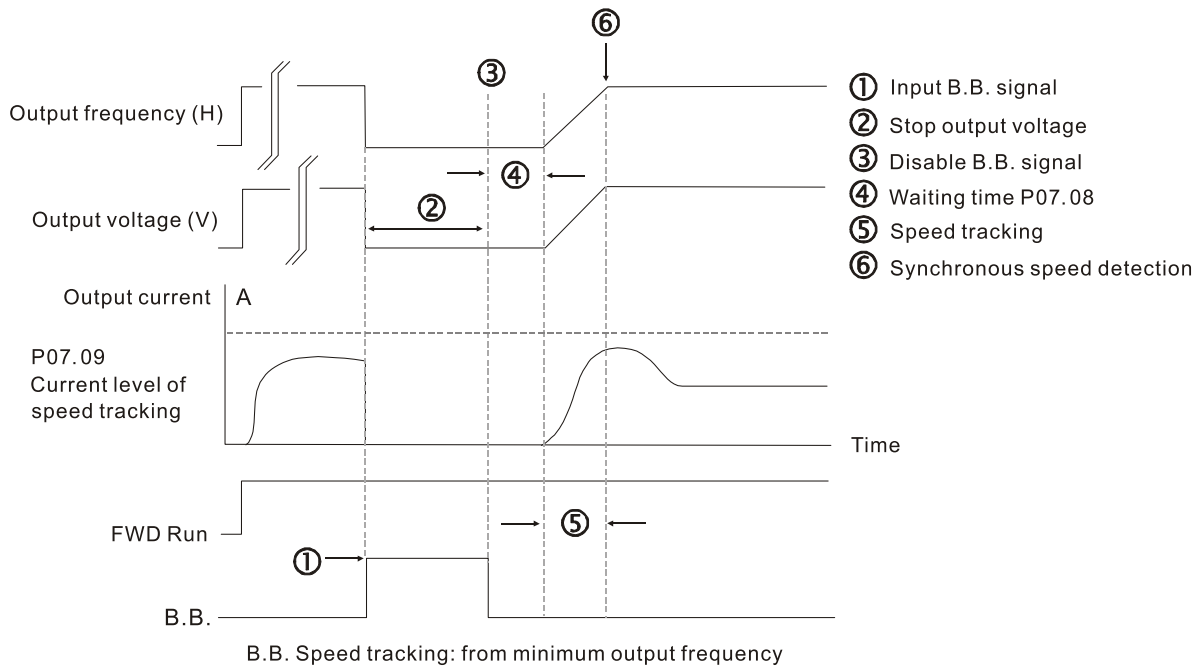 ⑥
③
Output frequency (H)
④
②
Output voltage (V)
① Input B.B. signal
② Stop output voltage
③ Disable B.B. signal
④ Waiting time P07.08
⑤ Speed tracking
⑥ Synchronous speed detection
Output current
A
P07.09
Current level of
speed tracking
Time
FWD Run
⑤
①
B.B.
B.B. Speed tracking: from minimum output frequency